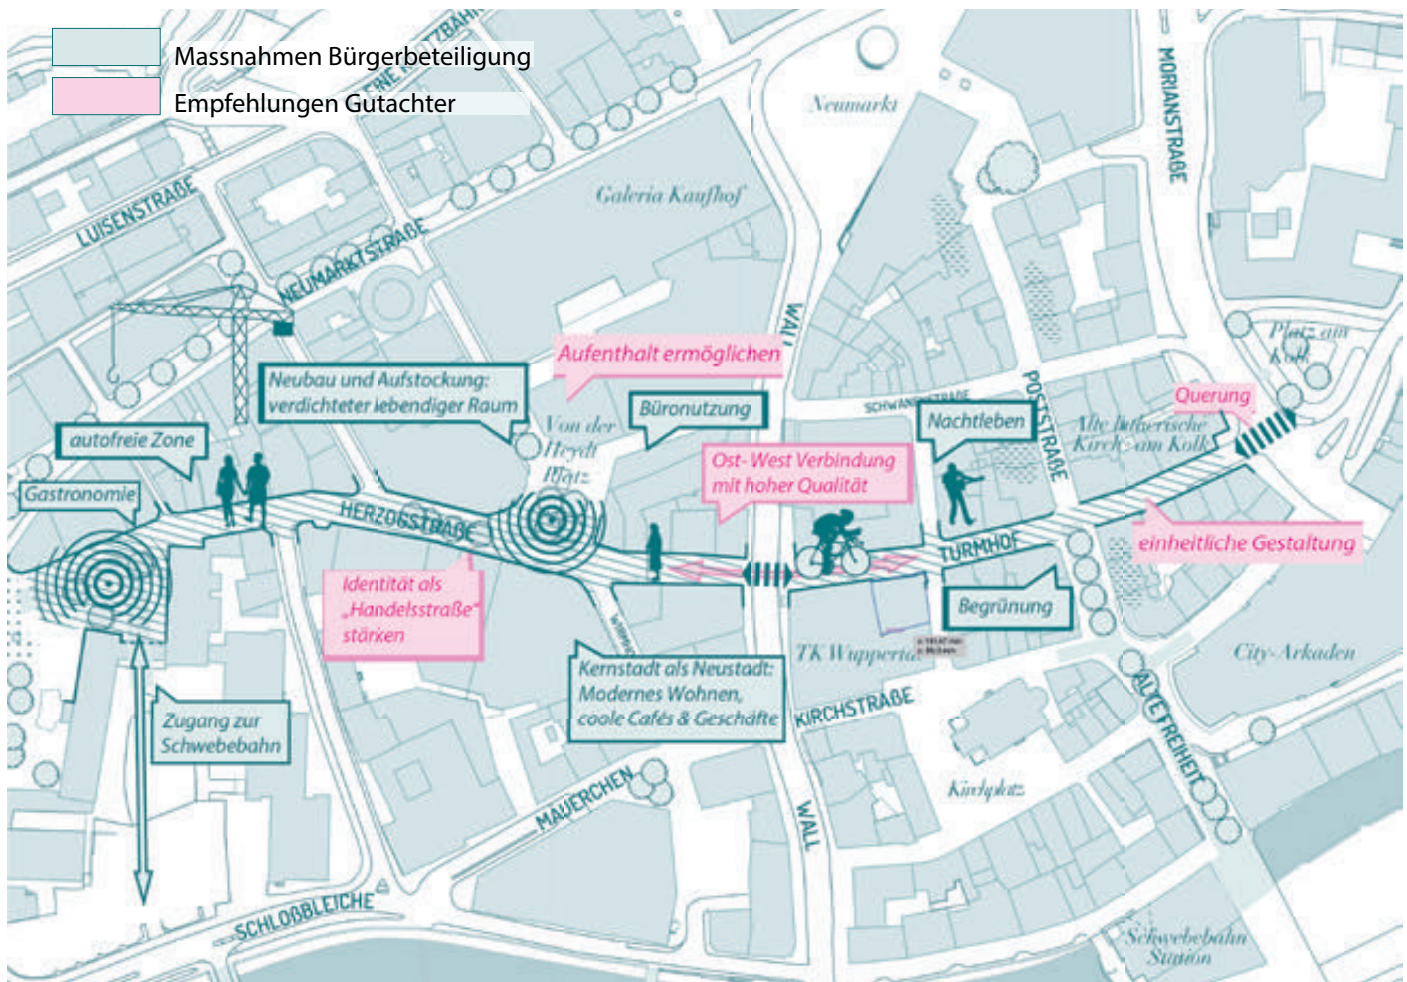 Massnahmen Bürgerbeteiligung
Empfehlungen Gutachter
MORIANSTRAßE
Neumarkt
LUISENSTRAßE
Galeria Kaufhof
NEUMARKTSTRAßE
WALL
Platz am
Kolk
Aufenthalt ermöglichen
Neubau und Aufstockung:
verdichteter lebendiger Raum
Büronutzung
POSTSTRAßE
Querung
autofreie Zone
Von der
Heydt
Platz
Nachtleben
Alte lutherische
Kirche am Kolk
Gastronomie
Ost-West Verbindung
mit hoher Qualität
HERZOGSTRAßE
TURMHOF
einheitliche Gestaltung
Identität als
„Handelsstraße“
stärken
Begrünung
TK Wuppertal
City-Arkaden
Kernstadt als Neustadt:
Modernes Wohnen,
coole Cafés & Geschäfte
Zugang zur
Schwebebahn
KIRCHSTRAßE
ALTE FREIHEIT
Kirchplatz
MÄUERCHEN
WALL
SCHLOßBLEICHE
Schwebebahn
Station